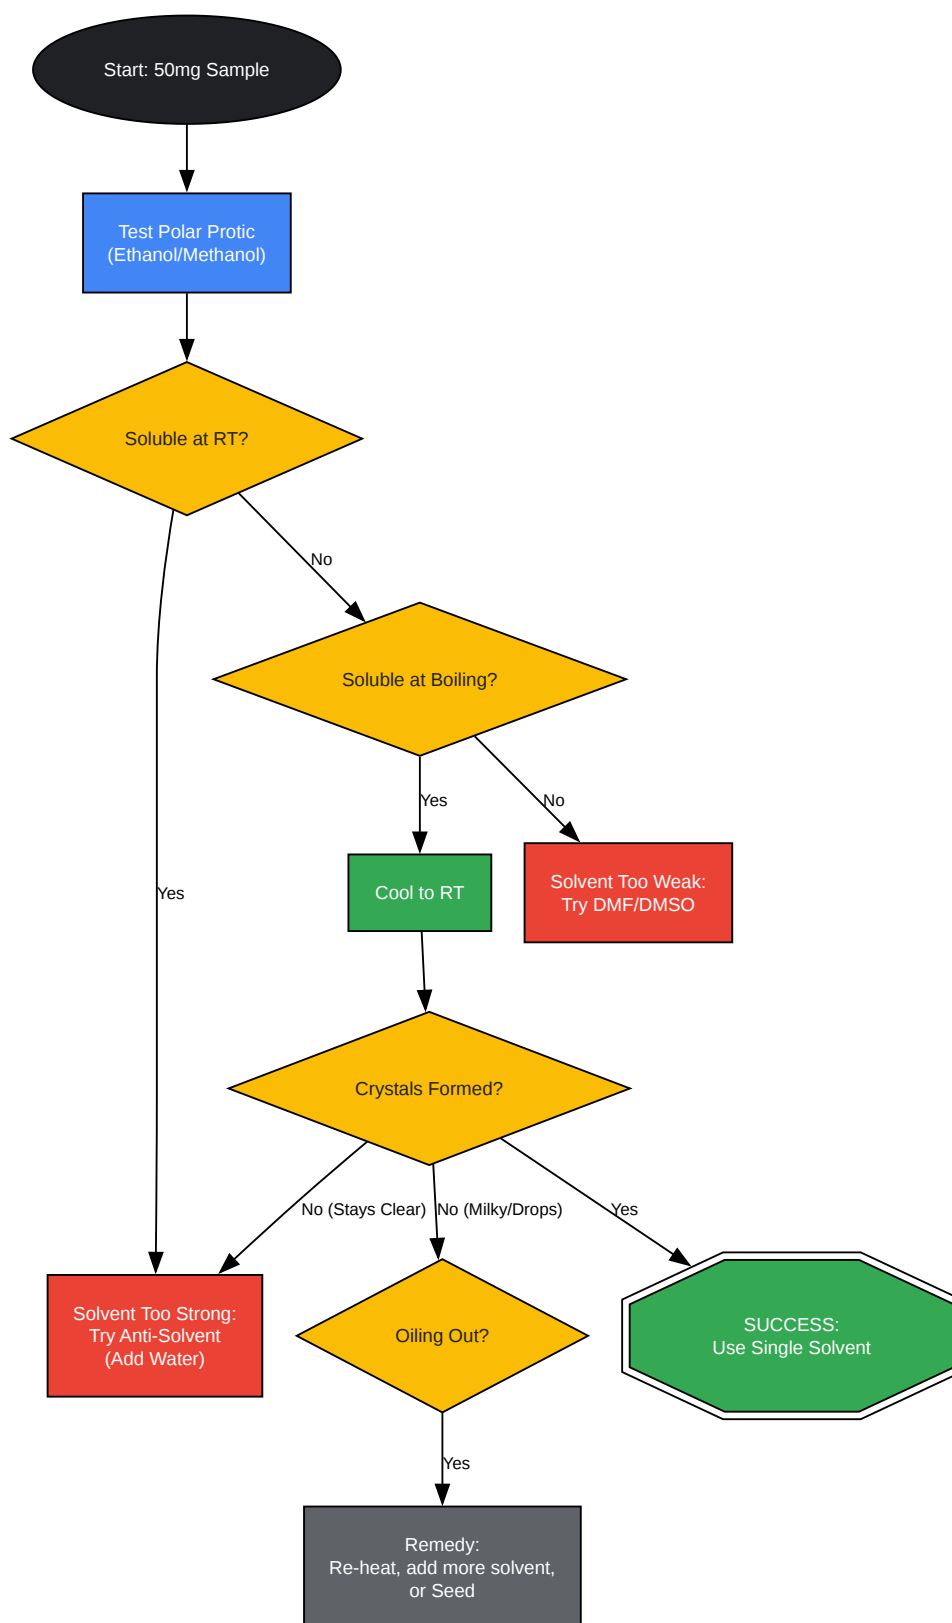 Start: 50mg Sample
Test Polar Protic
(Ethanol/Methanol)
Soluble at RT?
No
Soluble at Boiling?
Yes
No
Yes
Cool to RT
Solvent Too Weak:
Try DMF/DMSO
Crystals Formed?
No (Stays Clear)
No (Milky/Drops)
Yes
Solvent Too Strong:
Try Anti-Solvent
(Add Water)
Oiling Out?
SUCCESS:
Use Single Solvent
Yes
Remedy:
Re-heat, add more solvent,
or Seed